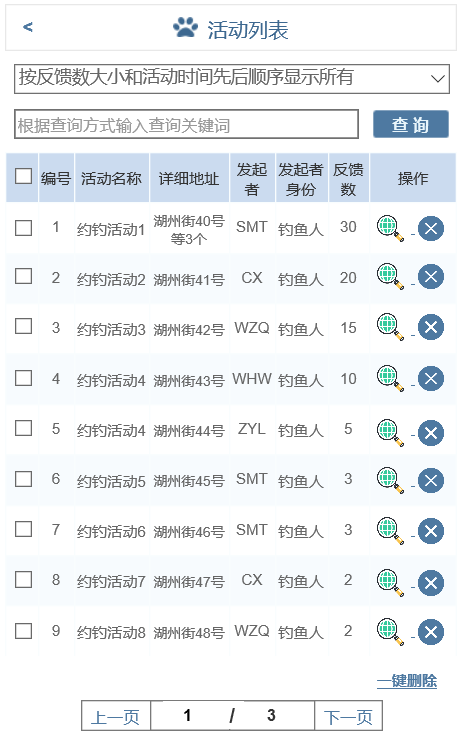 < 活动列表
按反馈数大小和活动时间先后顺序显示所有
根据查询方式输入查询关键词 查 询
编号 活动名称 详细地址 发起者 发起者身份 反馈数 操作
1 约钓活动1 湖州街40号等3个 SMT 钓鱼人 30
2 约钓活动2 湖州街41号 CX 钓鱼人 20
3 约钓活动3 湖州街42号 WZQ 钓鱼人 15
4 约钓活动4 湖州街43号 WHW 钓鱼人 10
5 约钓活动4 湖州街44号 ZYL 钓鱼人 5
6 约钓活动5 湖州街45号 SMT 钓鱼人 3
7 约钓活动6 湖州街46号 SMT 钓鱼人 3
8 约钓活动7 湖州街47号 CX 钓鱼人 2
9 约钓活动8 湖州街48号 WZQ 钓鱼人 2
一键删除
上一页 1 / 3 下一页